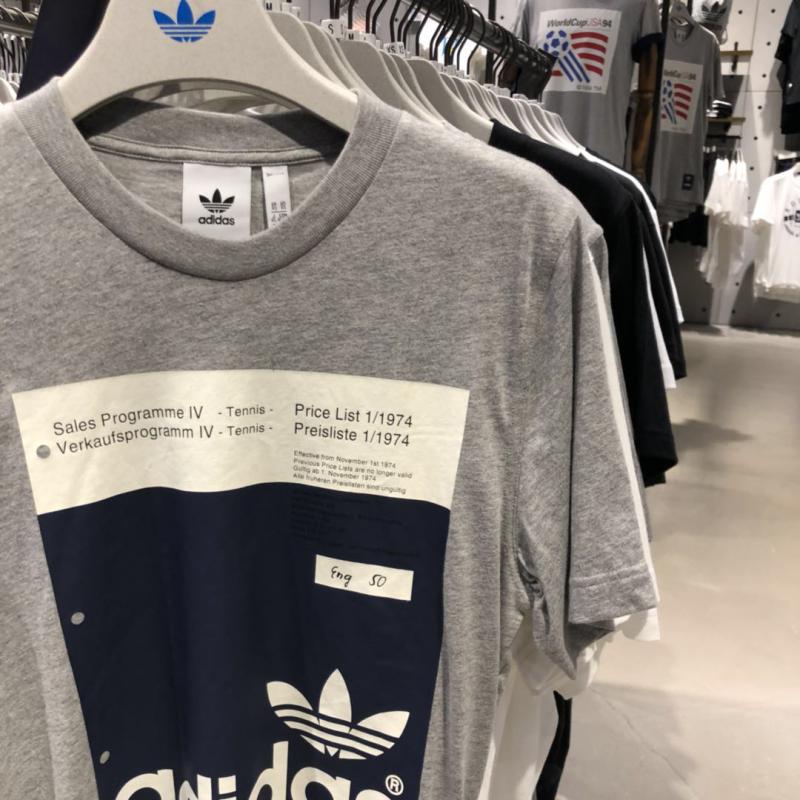 adidas
Sales Programme IV - Tennis -
Verkaufsprogramm IV - Tennis -
Price List 1/1974
Preisliste 1/1974
Effective from November 1st 1974
Previous Price Lists are no longer valid
Gültig ab 1. November 1974
Alle früheren Preislisten sind ungültig
Eng 50
adidas®
WorldCupUSA94
WorldCupUSA94